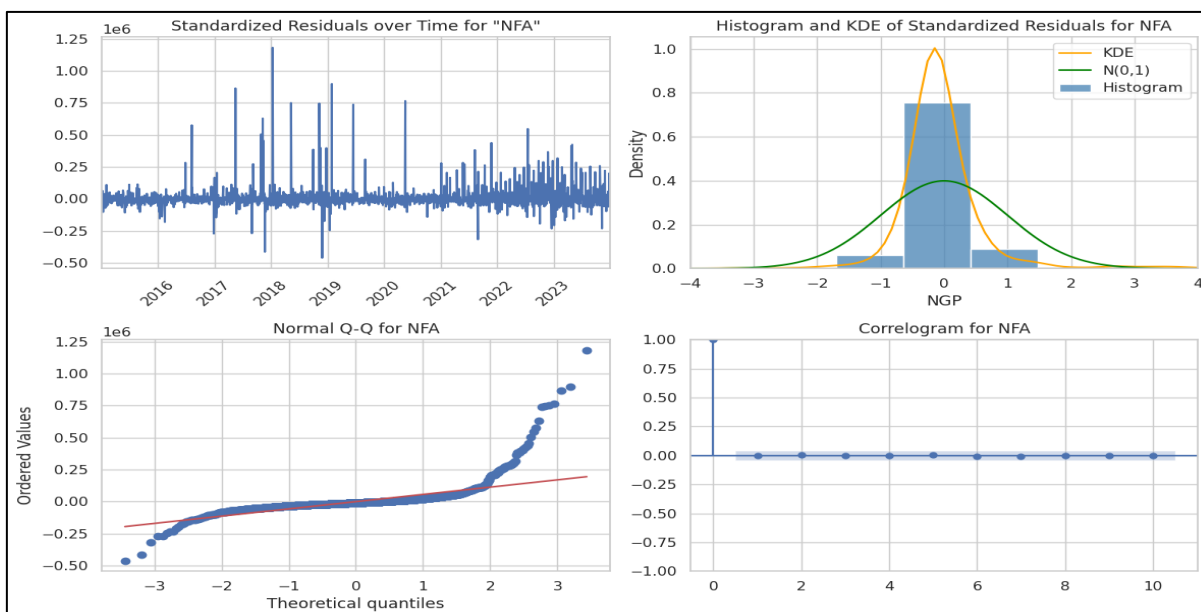 Standardized Residuals over Time for "NFA"
1e6
1.25
1.00
0.75
0.50
0.25
0.00
−0.25
−0.50
2016
2017
2018
2019
2020
2021
2022
2023
Histogram and KDE of Standardized Residuals for NFA
KDE
N(0,1)
Histogram
Density
1.0
0.8
0.6
0.4
0.2
0.0
−4 −3 −2 −1 0 1 2 3 4
NGP
Normal Q-Q for NFA
1e6
Ordered Values
1.25
1.00
0.75
0.50
0.25
0.00
−0.25
−0.50
−3 −2 −1 0 1 2 3
Theoretical quantiles
Correlogram for NFA
1.00
0.75
0.50
0.25
0.00
−0.25
−0.50
−0.75
−1.00
0 2 4 6 8 10